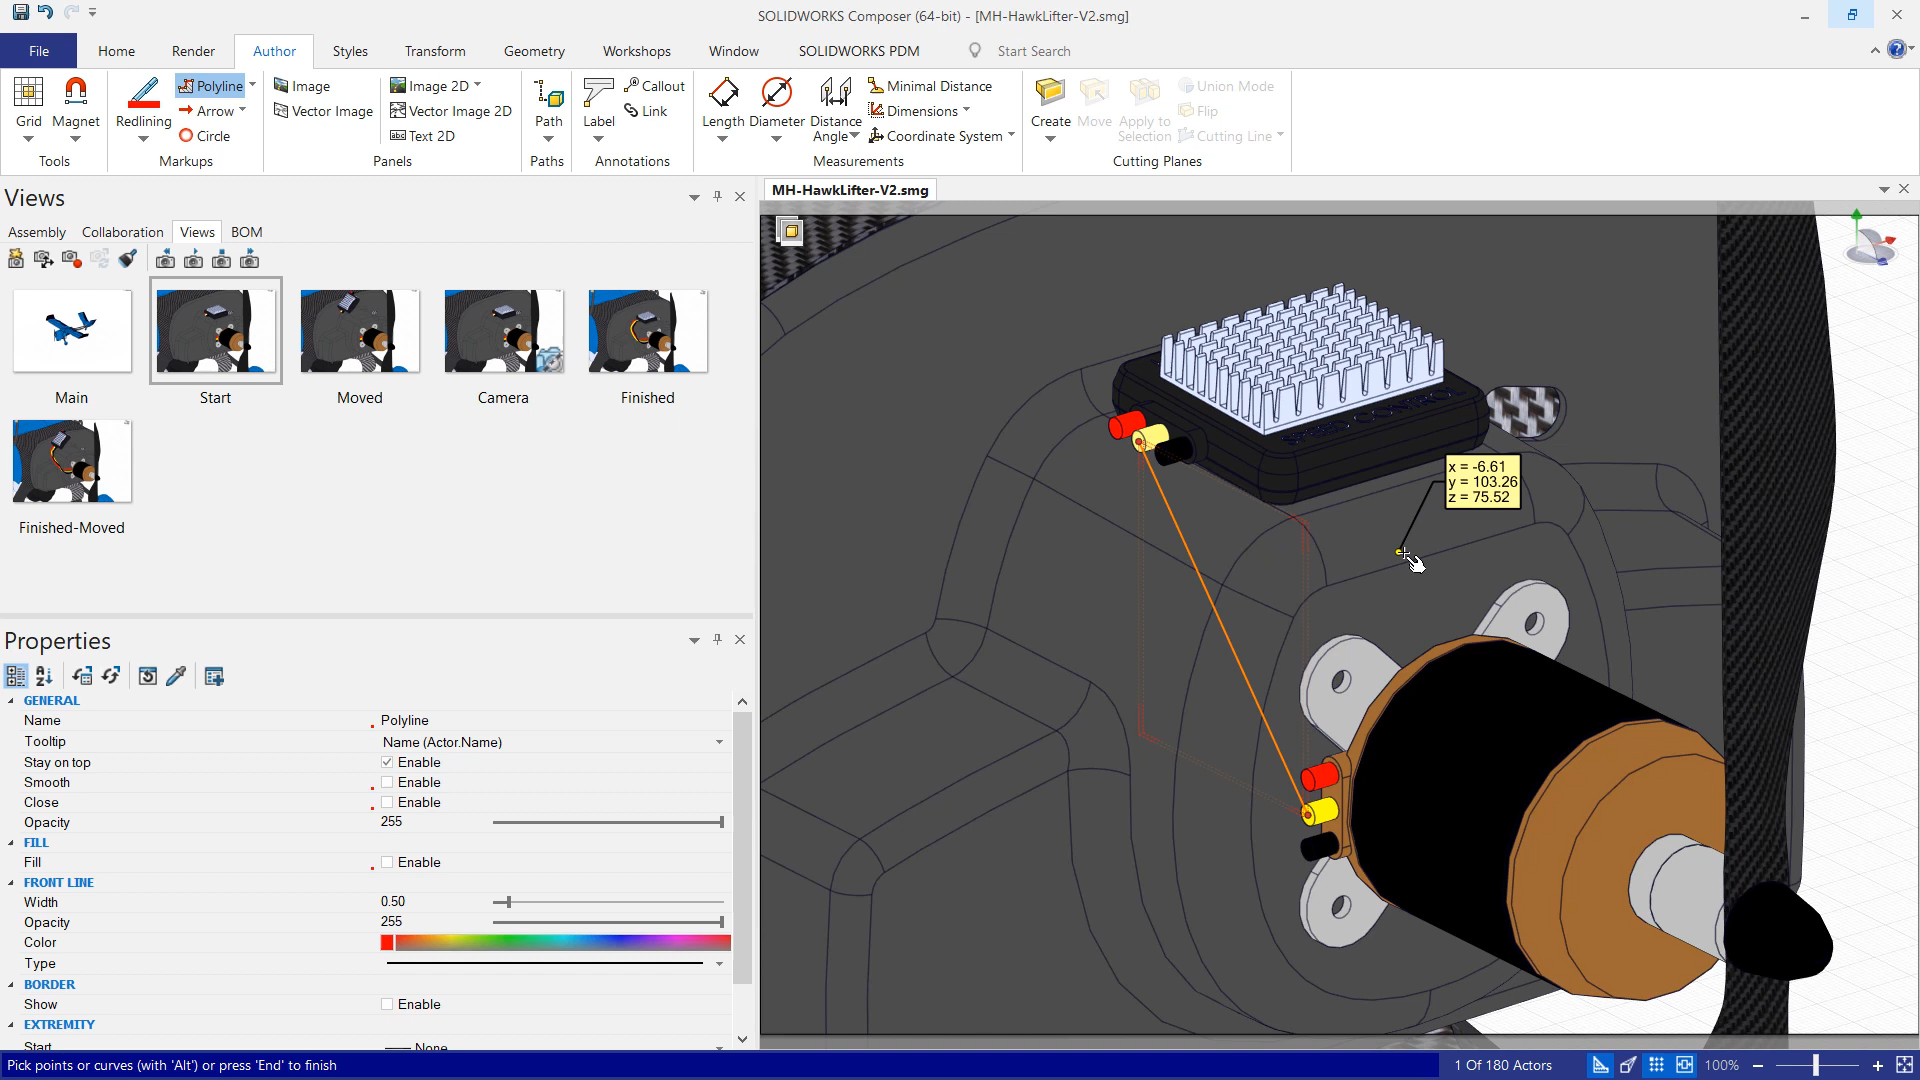 SOLIDWORKS Composer (64-bit) - [MH-HawkLifter-V2.smg]
File Home Render Author Styles Transform Geometry Workshops Window SOLIDWORKS PDM Start Search
Grid
Magnet
Tools
Redlining
Polyline
Arrow
Circle
Markups
Image
Vector Image
Image 2D
Vector Image 2D
Text 2D
Panels
Path
Paths
Label
Callout
Link
Annotations
Length
Diameter
Distance
Angle
Minimal Distance
Dimensions
Coordinate System
Measurements
Create
Move
Apply to
Selection
Union Mode
Flip
Cutting Line
Cutting Planes
Views
Assembly Collaboration Views BOM
Main
Start
Moved
Camera
Finished
Finished-Moved
Properties
GENERAL
Name Polyline
Tooltip Name (Actor.Name)
Stay on top Enable
Smooth Enable
Close Enable
Opacity 255
FILL
Fill Enable
FRONT LINE
Width 0.50
Opacity 255
Color
Type
BORDER
Show Enable
EXTREMITY
Start None
MH-HawkLifter-V2.smg
SPEED CONTROL
x = -6.61
y = 103.26
z = 75.52
Pick points or curves (with 'Alt') or press 'End' to finish
1 Of 180 Actors
100%